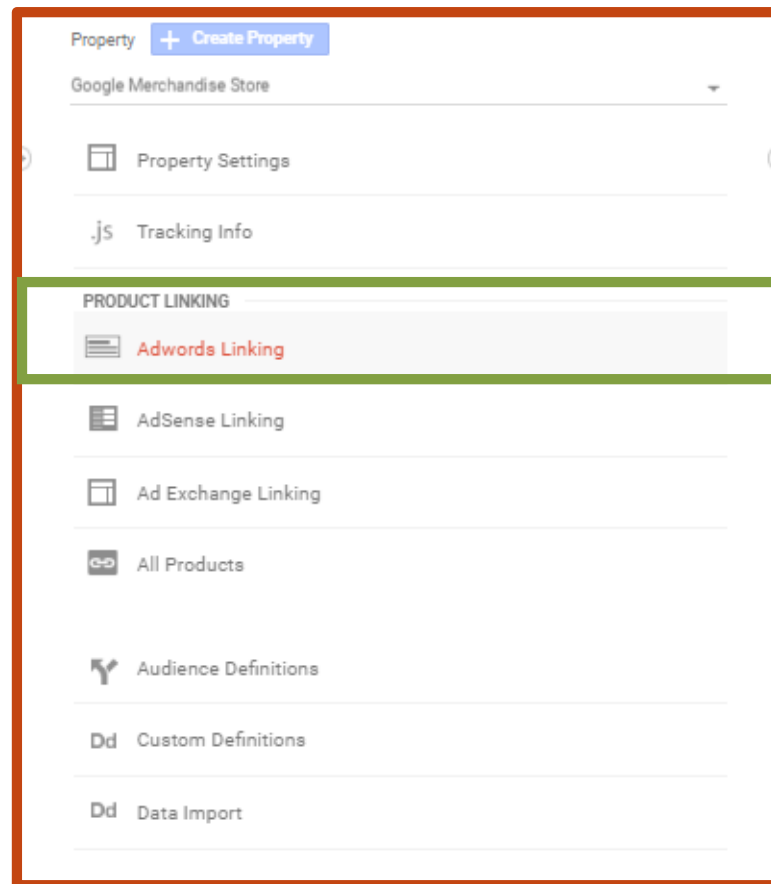 Property + Create Property
Google Merchandise Store
Property Settings
.js Tracking Info
PRODUCT LINKING
Adwords Linking
AdSense Linking
Ad Exchange Linking
All Products
Audience Definitions
Dd Custom Definitions
Dd Data Import